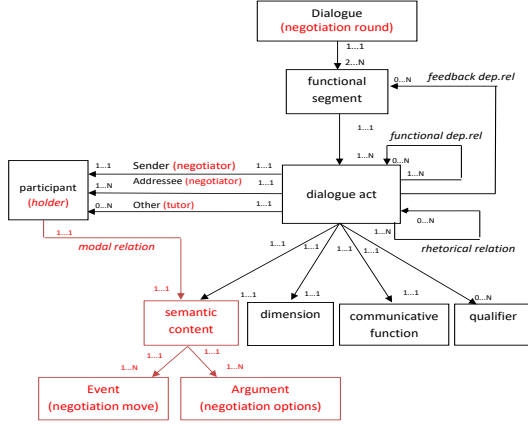 Dialogue
(negotiation round)
1...1
2...N
functional
segment
0...N
feedback dep.rel
1...1
functional dep.rel
1...N
0...N
1...N
participant
(holder)
1...1
Sender (negotiator)
1...1
1...N
Addressee (negotiator)
1...1
0...N
Other (tutor)
1...1
dialogue act
0...N
1...N
rhetorical relation
1...1
modal relation
1...1
1...1
1...1
1...1
1...1
semantic
content
1...1
dimension
1...1
communicative
function
1...1
qualifier
0...N
1...1
1...1
1...N
1...N
Event
(negotiation move)
Argument
(negotiation options)